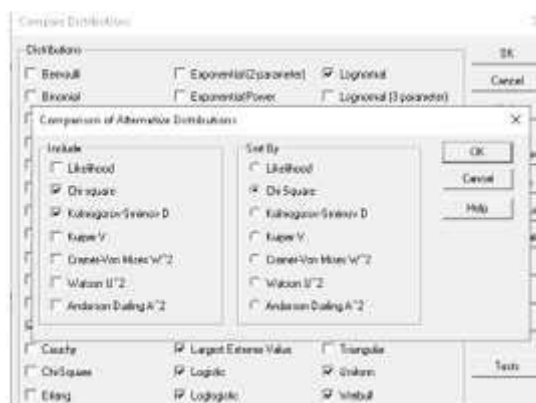 Compare Distributions
Distributions
Bernoulli
Exponential (2 parameter)
Lognormal
OK
Binomial
Exponential Power
Lognormal (3 parameter)
Cancel
Comparison of Alternative Distributions
Include
Likelihood
Chi-square
Kolmogorov-Smirnov D
Kuiper V
Cramer-Von Mises W^2
Watson U^2
Anderson-Darling A^2
Sort By
Likelihood
Chi-Square
Kolmogorov-Smirnov D
Kuiper V
Cramer-Von Mises W^2
Watson U^2
Anderson-Darling A^2
OK
Cancel
Help
Cauchy
Largest Extreme Value
Triangular
Chi-Square
Logistic
Uniform
Tests
Erlang
Loglogistic
Weibull